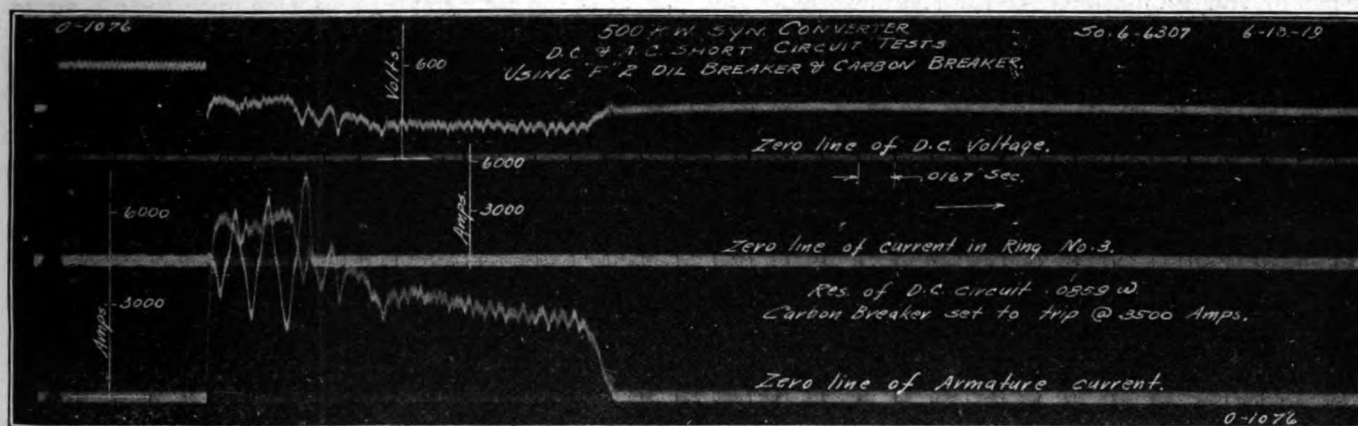 0-1076
500 KW. SYN. CONVERTER
D.C. & A.C. SHORT CIRCUIT TESTS
USING "F" 2 OIL BREAKER & CARBON BREAKER.
SO. 6-6307 6-18-19
Volts.
600
Zero line of D.C. Voltage.
6000
.0167 Sec.
Amps.
3000
6000
Zero line of current in Ring No. 3.
Res. of D.C. circuit .0859 ω.
3000
Carbon Breaker set to trip @ 3500 Amps.
Amps.
Zero line of Armature current.
0-1076